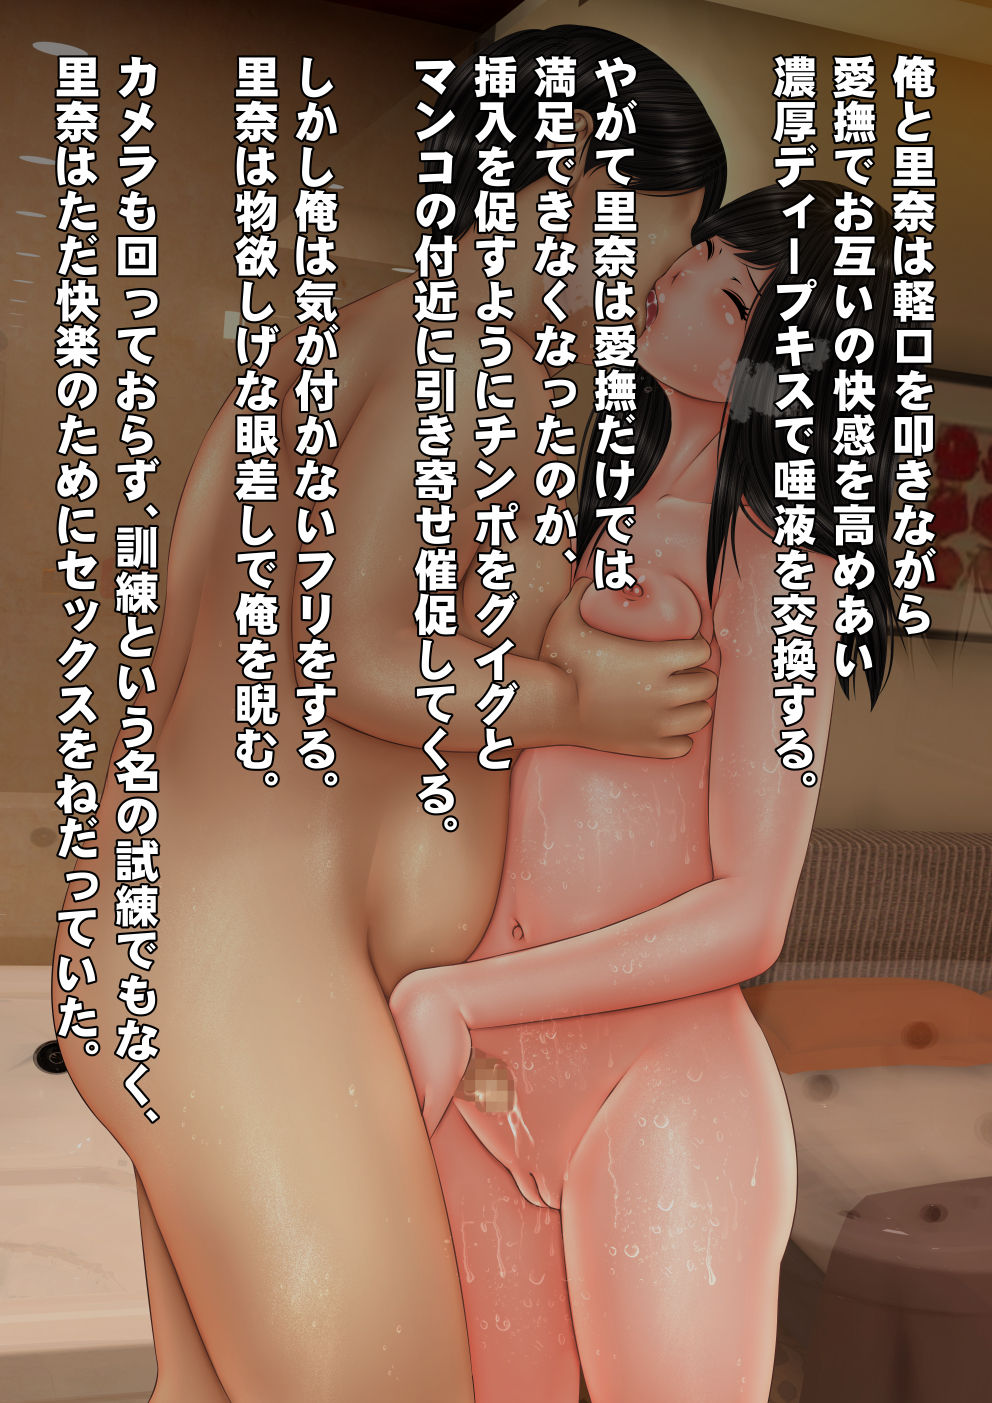 俺と里奈は軽口を叩きながら
愛撫でお互いの快感を高めあい
濃厚ディープキスで唾液を交換する。
やがて里奈は愛撫だけでは
満足できなくなったのか、
挿入を促すようにチンポをグイグイと
マンコの付近に引き寄せ催促してくる。
しかし俺は気が付かないフリをする。
里奈は物欲しげな眼差しで俺を睨む。
カメラも回っておらず、訓練という名の試練でもなく、
里奈はただ快楽のためにセックスをねだっていた。